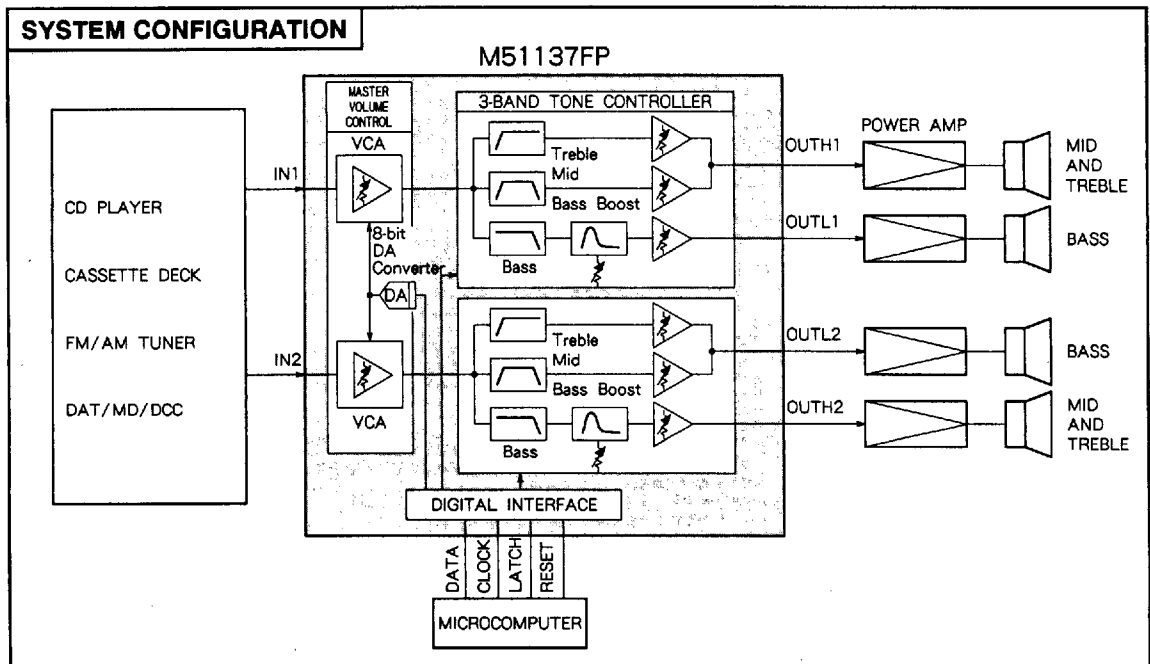 SYSTEM CONFIGURATION
M51137FP
CD PLAYER
CASSETTE DECK
FM/AM TUNER
DAT/MD/DCC
IN1
IN2
MASTER
VOLUME
CONTROL
VCA
8-bit
DA
Converter
DA
VCA
3-BAND TONE CONTROLLER
Treble
Mid
Bass Boost
Bass
Treble
Mid
Bass Boost
Bass
DIGITAL INTERFACE
DATA
CLOCK
LATCH
RESET
MICROCOMPUTER
OUTH1
OUTL1
OUTL2
OUTH2
POWER AMP
MID
AND
TREBLE
BASS
BASS
MID
AND
TREBLE